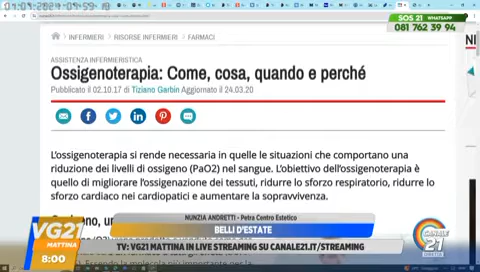 SOS 21 WHATSAPP
081 762 39 94
INFERMIERI > RISORSE INFERMIERI > FARMACI
ASSISTENZA INFERMIERISTICA
Ossigenoterapia: Come, cosa, quando e perché
Pubblicato il 02.10.17 di Tiziano Garbin Aggiornato il 24.03.20
L'ossigenoterapia si rende necessaria in quelle le situazioni che comportano una
riduzione dei livelli di ossigeno (PaO2) nel sangue. L'obiettivo dell'ossigenoterapia è
quello di migliorare l'ossigenazione dei tessuti, ridurre lo sforzo respiratorio, ridurre lo
sforzo cardiaco nei cardiopatici e aumentare la sopravvivenza.
NUNZIA ANDRETTI - Petra Centro Estetico
BELLI D'ESTATE
TV: VG21 MATTINA IN LIVE STREAMING SU CANALE21.IT/STREAMING
VG21
MATTINA
8:00
CANALE
21